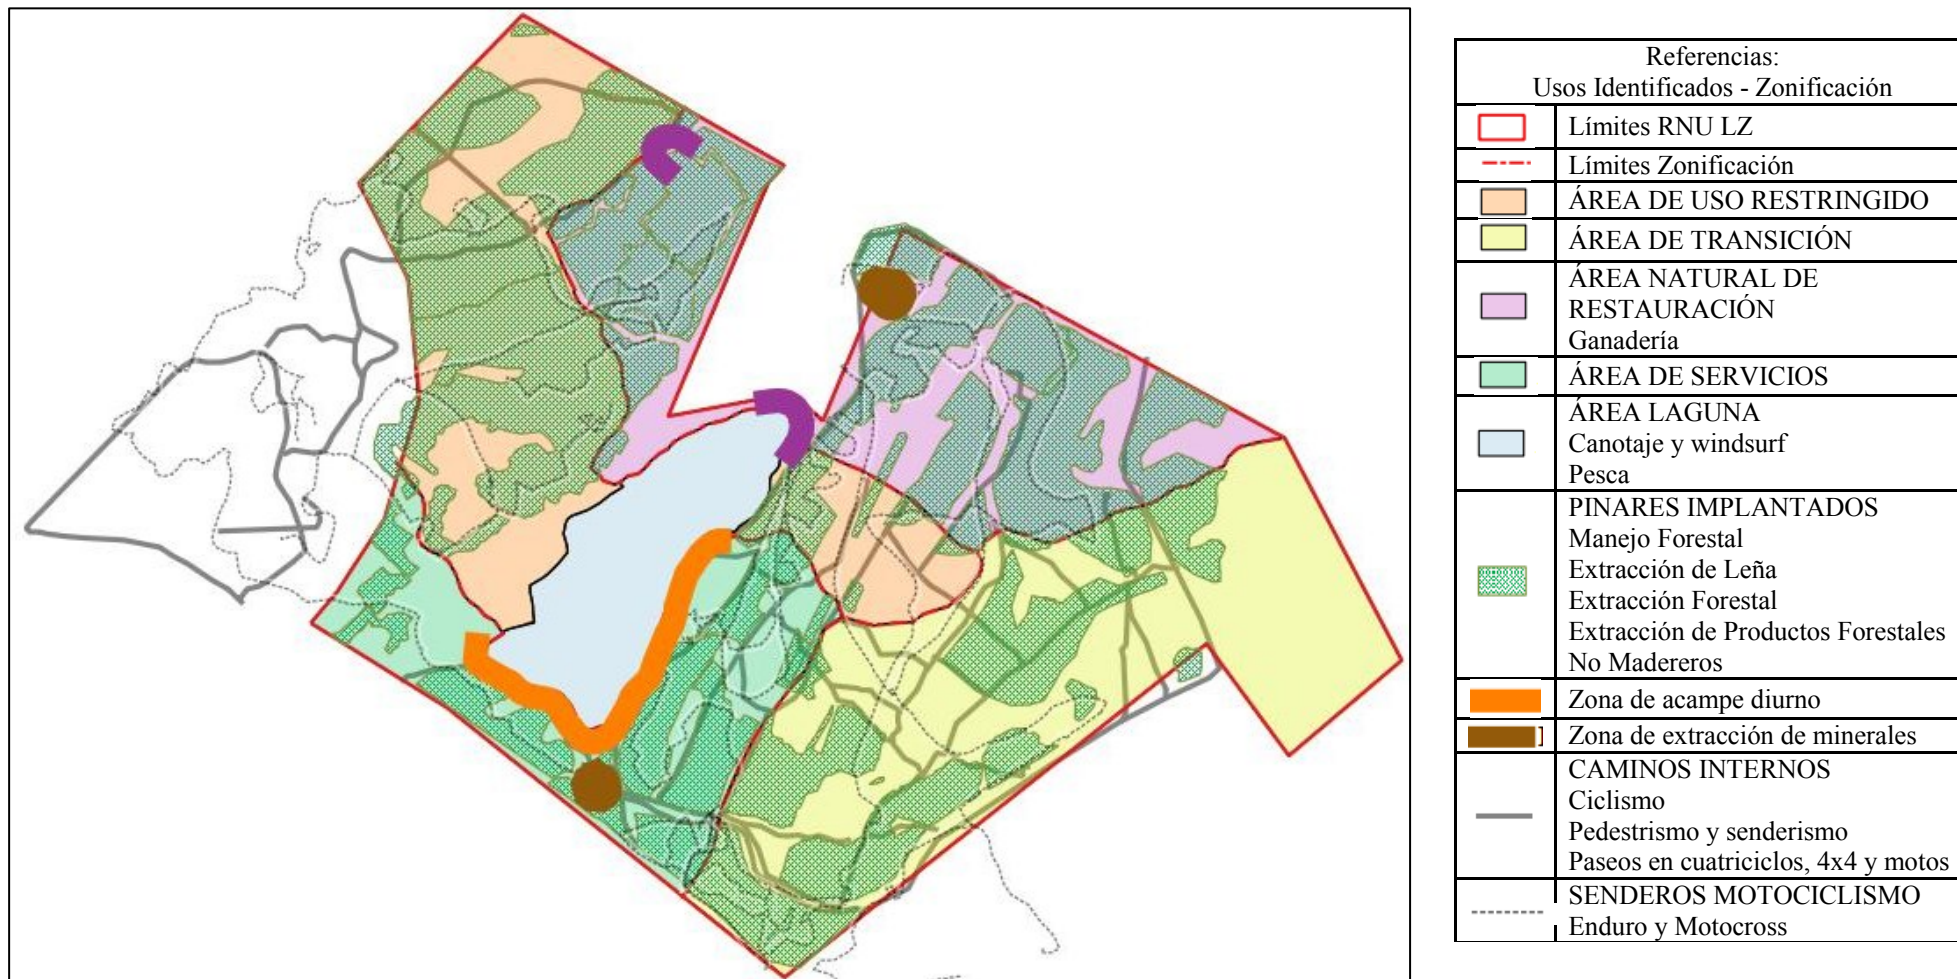 Referencias:
Usos Identificados - Zonificación
Límites RNU LZ
Límites Zonificación
ÁREA DE USO RESTRINGIDO
ÁREA DE TRANSICIÓN
ÁREA NATURAL DE
RESTAURACIÓN
Ganadería
ÁREA DE SERVICIOS
ÁREA LAGUNA
Canotaje y windsurf
Pesca
PINARES IMPLANTADOS
Manejo Forestal
Extracción de Leña
Extracción Forestal
Extracción de Productos Forestales
No Madereros
Zona de acampe diurno
Zona de extracción de minerales
CAMINOS INTERNOS
Ciclismo
Pedestrismo y senderismo
Paseos en cuatriciclos, 4x4 y motos
SENDEROS MOTOCICLISMO
Enduro y Motocross